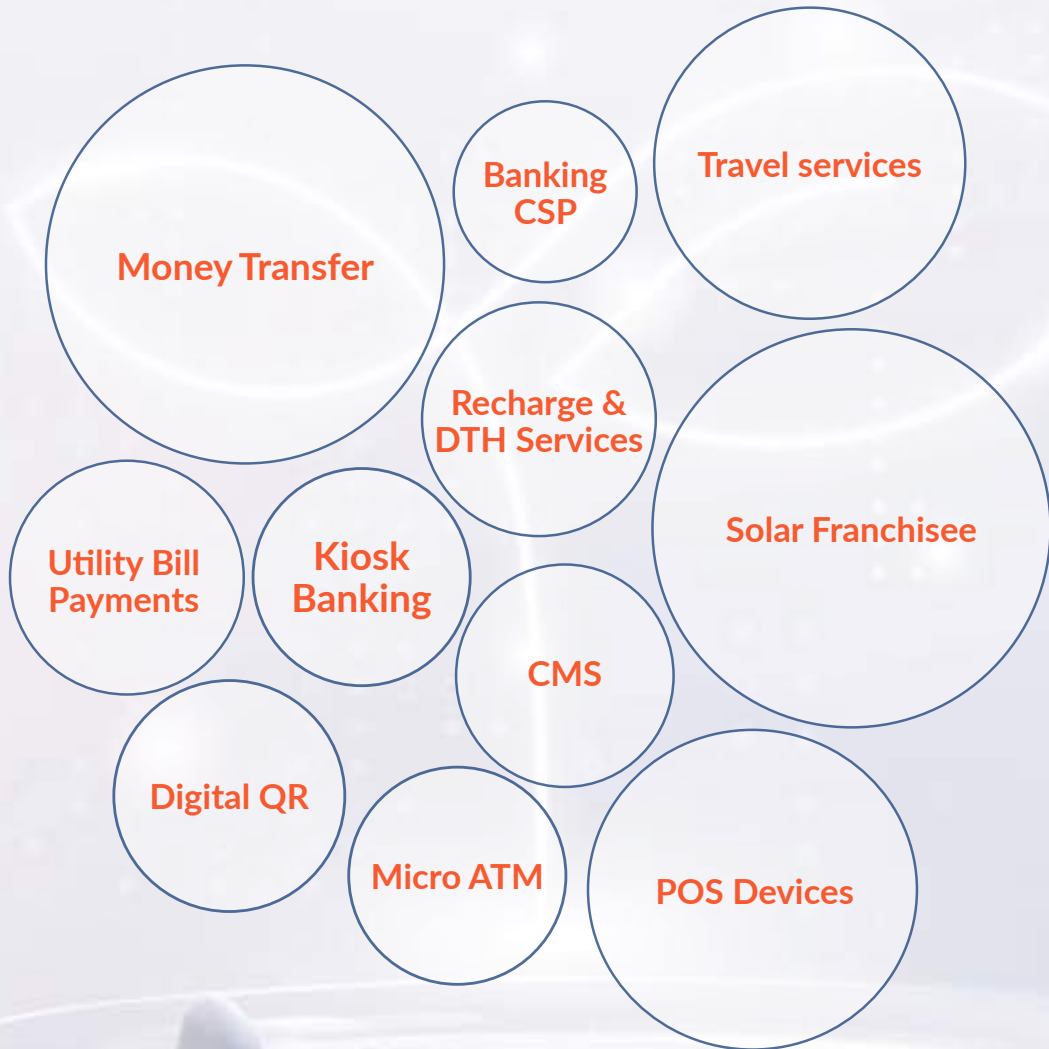 Banking
CSP
Travel services
Money Transfer
Recharge &
DTH Services
Solar Franchisee
Utility Bill
Payments
Kiosk
Banking
CMS
Digital QR
Micro ATM
POS Devices